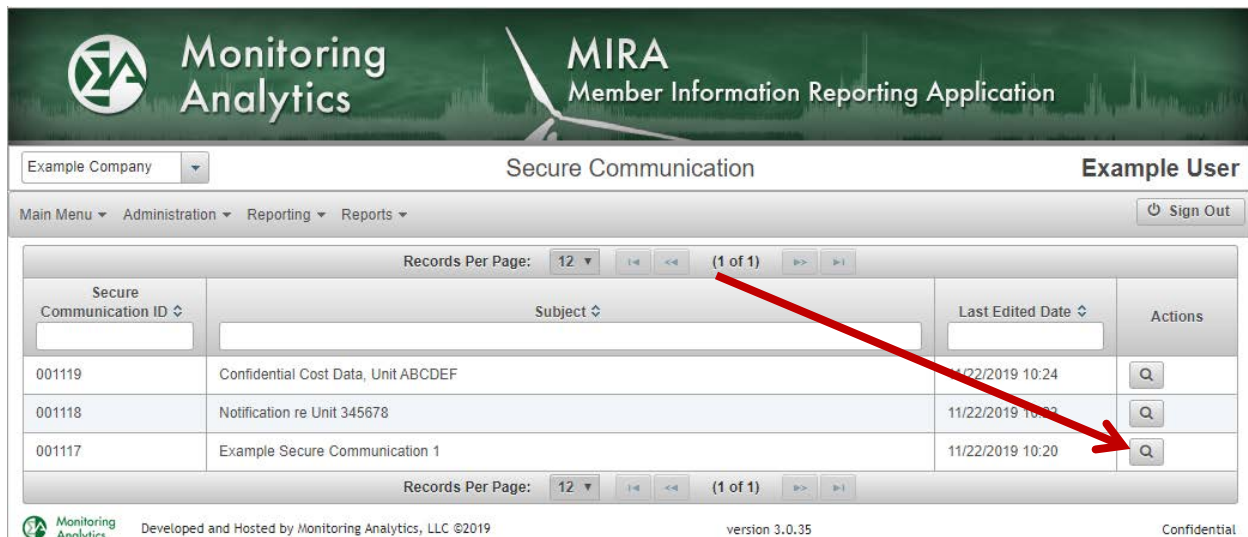 Monitoring
Analytics
MIRA
Member Information Reporting Application
Example Company
Secure Communication
Example User
Main Menu Administration Reporting Reports
Sign Out
Records Per Page: 12 (1 of 1)
Secure
Communication ID
Subject
Last Edited Date
Actions
001119 Confidential Cost Data, Unit ABCDEF 11/22/2019 10:24
001118 Notification re Unit 345678 11/22/2019
001117 Example Secure Communication 1 11/22/2019 10:20
Records Per Page: 12 (1 of 1)
Monitoring
Analytics
Developed and Hosted by Monitoring Analytics, LLC ©2019
version 3.0.35
Confidential